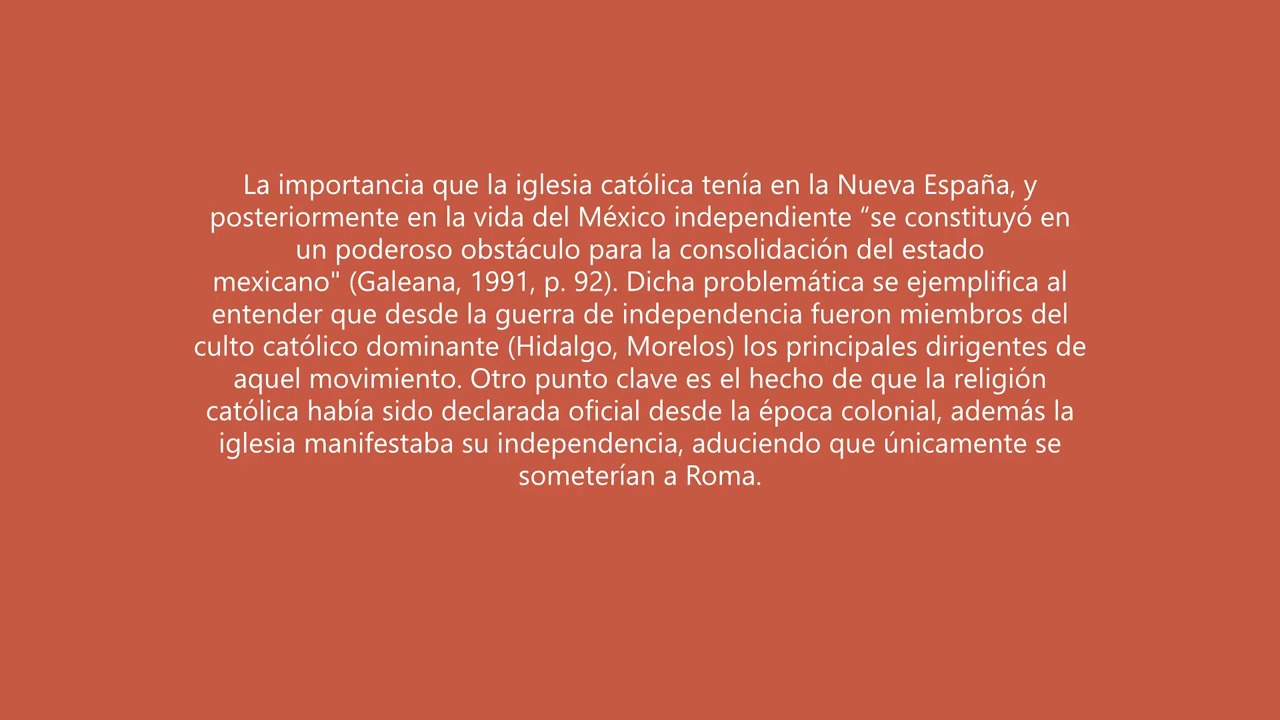 La importancia que la iglesia católica tenía en la Nueva España, y
posteriormente en la vida del México independiente “se constituyó en
un poderoso obstáculo para la consolidación del estado
mexicano" (Galeana, 1991, p. 92). Dicha problemática se ejemplifica al
entender que desde la guerra de independencia fueron miembros del
culto católico dominante (Hidalgo, Morelos) los principales dirigentes de
aquel movimiento. Otro punto clave es el hecho de que la religión
católica había sido declarada oficial desde la época colonial, además la
iglesia manifestaba su independencia, aduciendo que únicamente se
someterían a Roma.